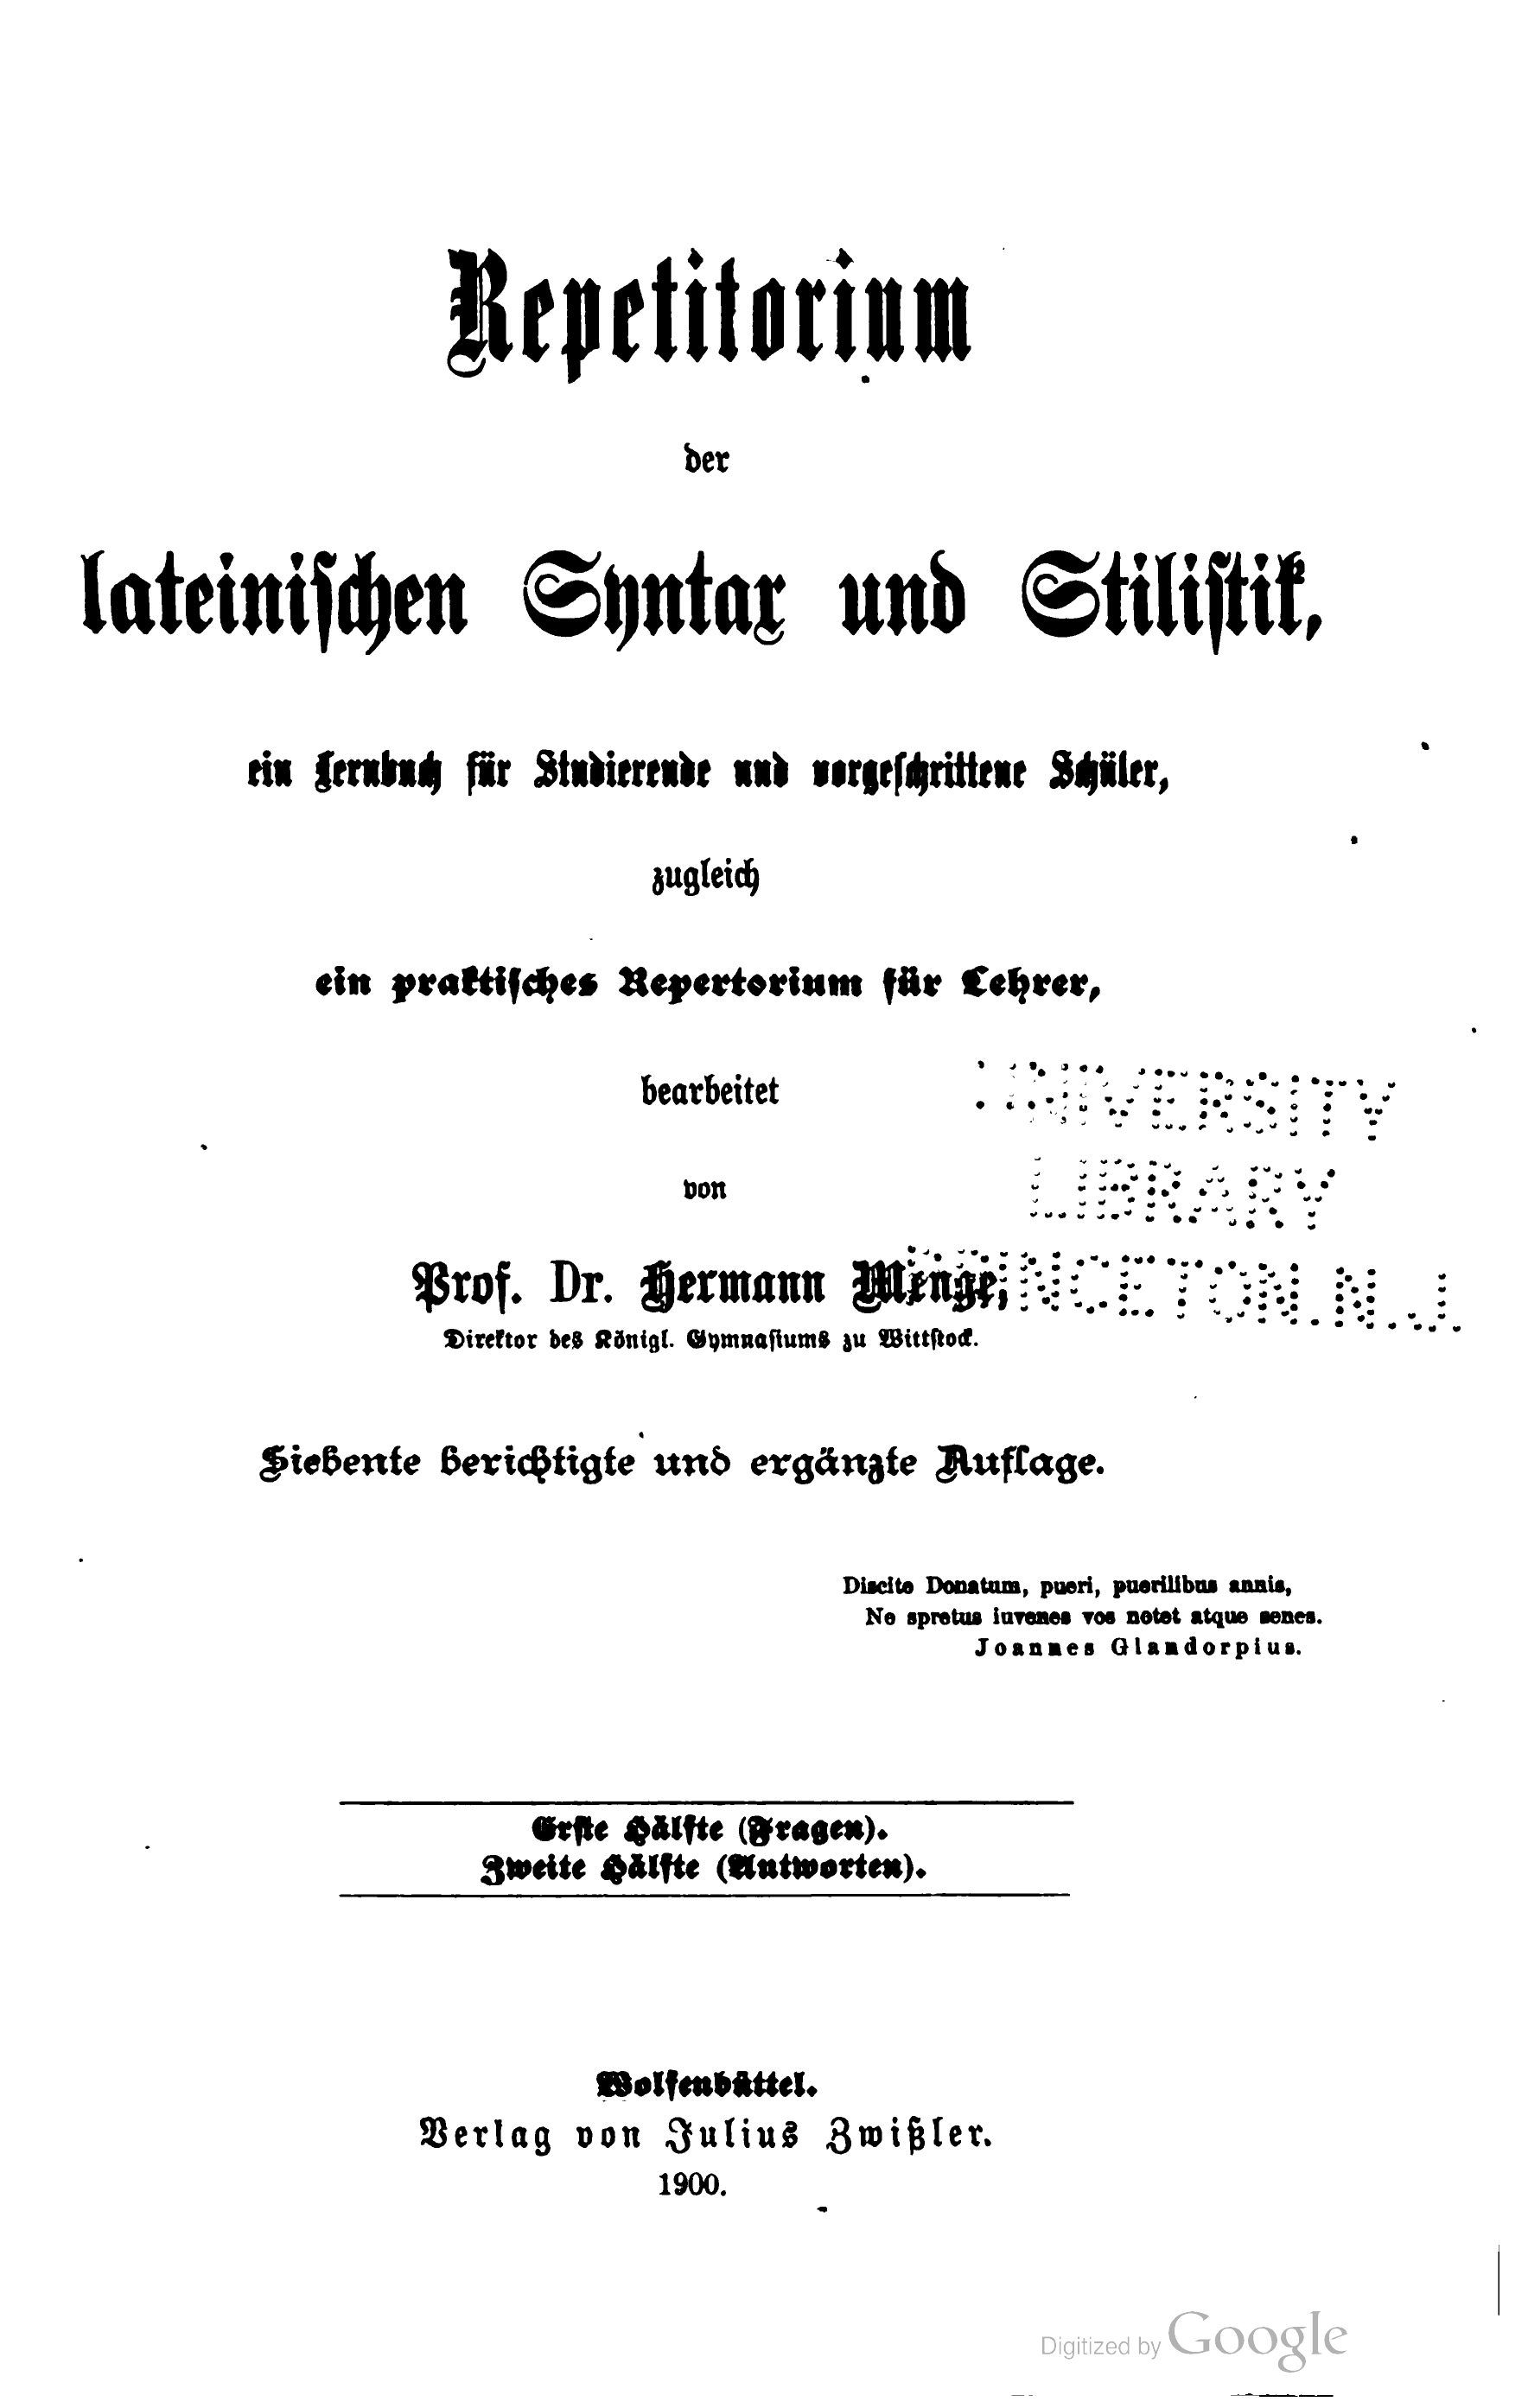 Repetitorium
der
lateinischen Syntax und Stilistik,
ein Lernbuch für Studierende und vorgeschrittene Schüler,
zugleich
ein praktisches Repertorium für Lehrer,
bearbeitet
UNIVERSITY
von
LIBRARY
Prof. Dr. Hermann Menge,
PRINCETON. N. J.
Direktor des Königl. Gymnasiums zu Wittstock.
Siebente berichtigte und ergänzte Auflage.
Discite Donatum, pueri, puerilibus annis,
Ne spretus iuvenes vos notet atque senes.
Joannes Glandorpius.
Erste Hälfte (Fragen).
Zweite Hälfte (Antworten).
Wolfenbüttel.
Verlag von Julius Zwißler.
1900.
Digitized by Google